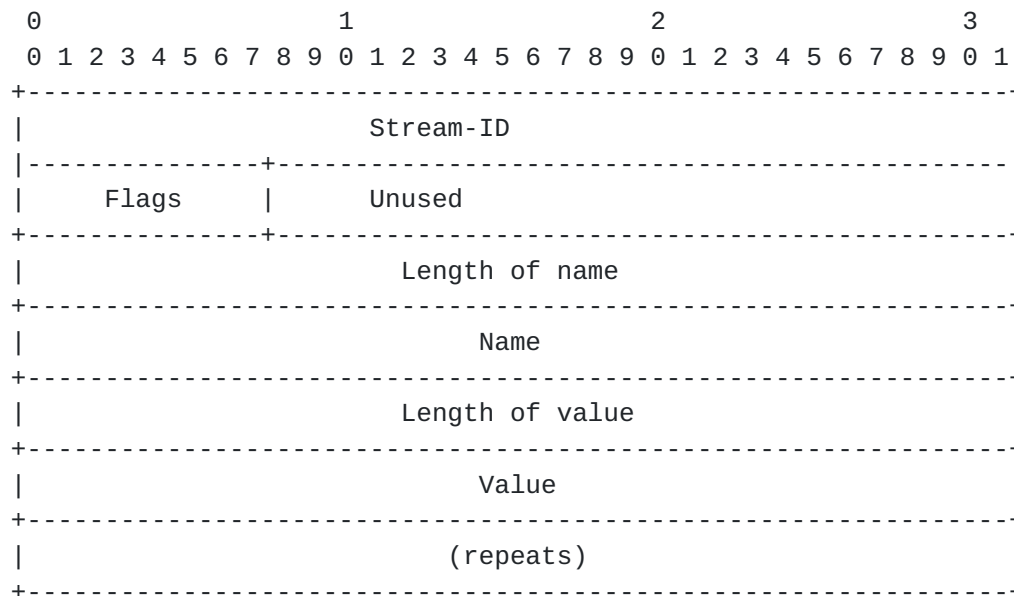 0                   1                   2                   3
 0 1 2 3 4 5 6 7 8 9 0 1 2 3 4 5 6 7 8 9 0 1 2 3 4 5 6 7 8 9 0 1
+---------------------------------------------------------------+
|                      Stream-ID
|---------------+-----------------------------------------------
|     Flags     |      Unused
+---------------+-----------------------------------------------+
|                        Length of name
+---------------------------------------------------------------+
|                             Name
+---------------------------------------------------------------+
|                        Length of value
+---------------------------------------------------------------+
|                             Value
+---------------------------------------------------------------+
|                           (repeats)
+---------------------------------------------------------------+